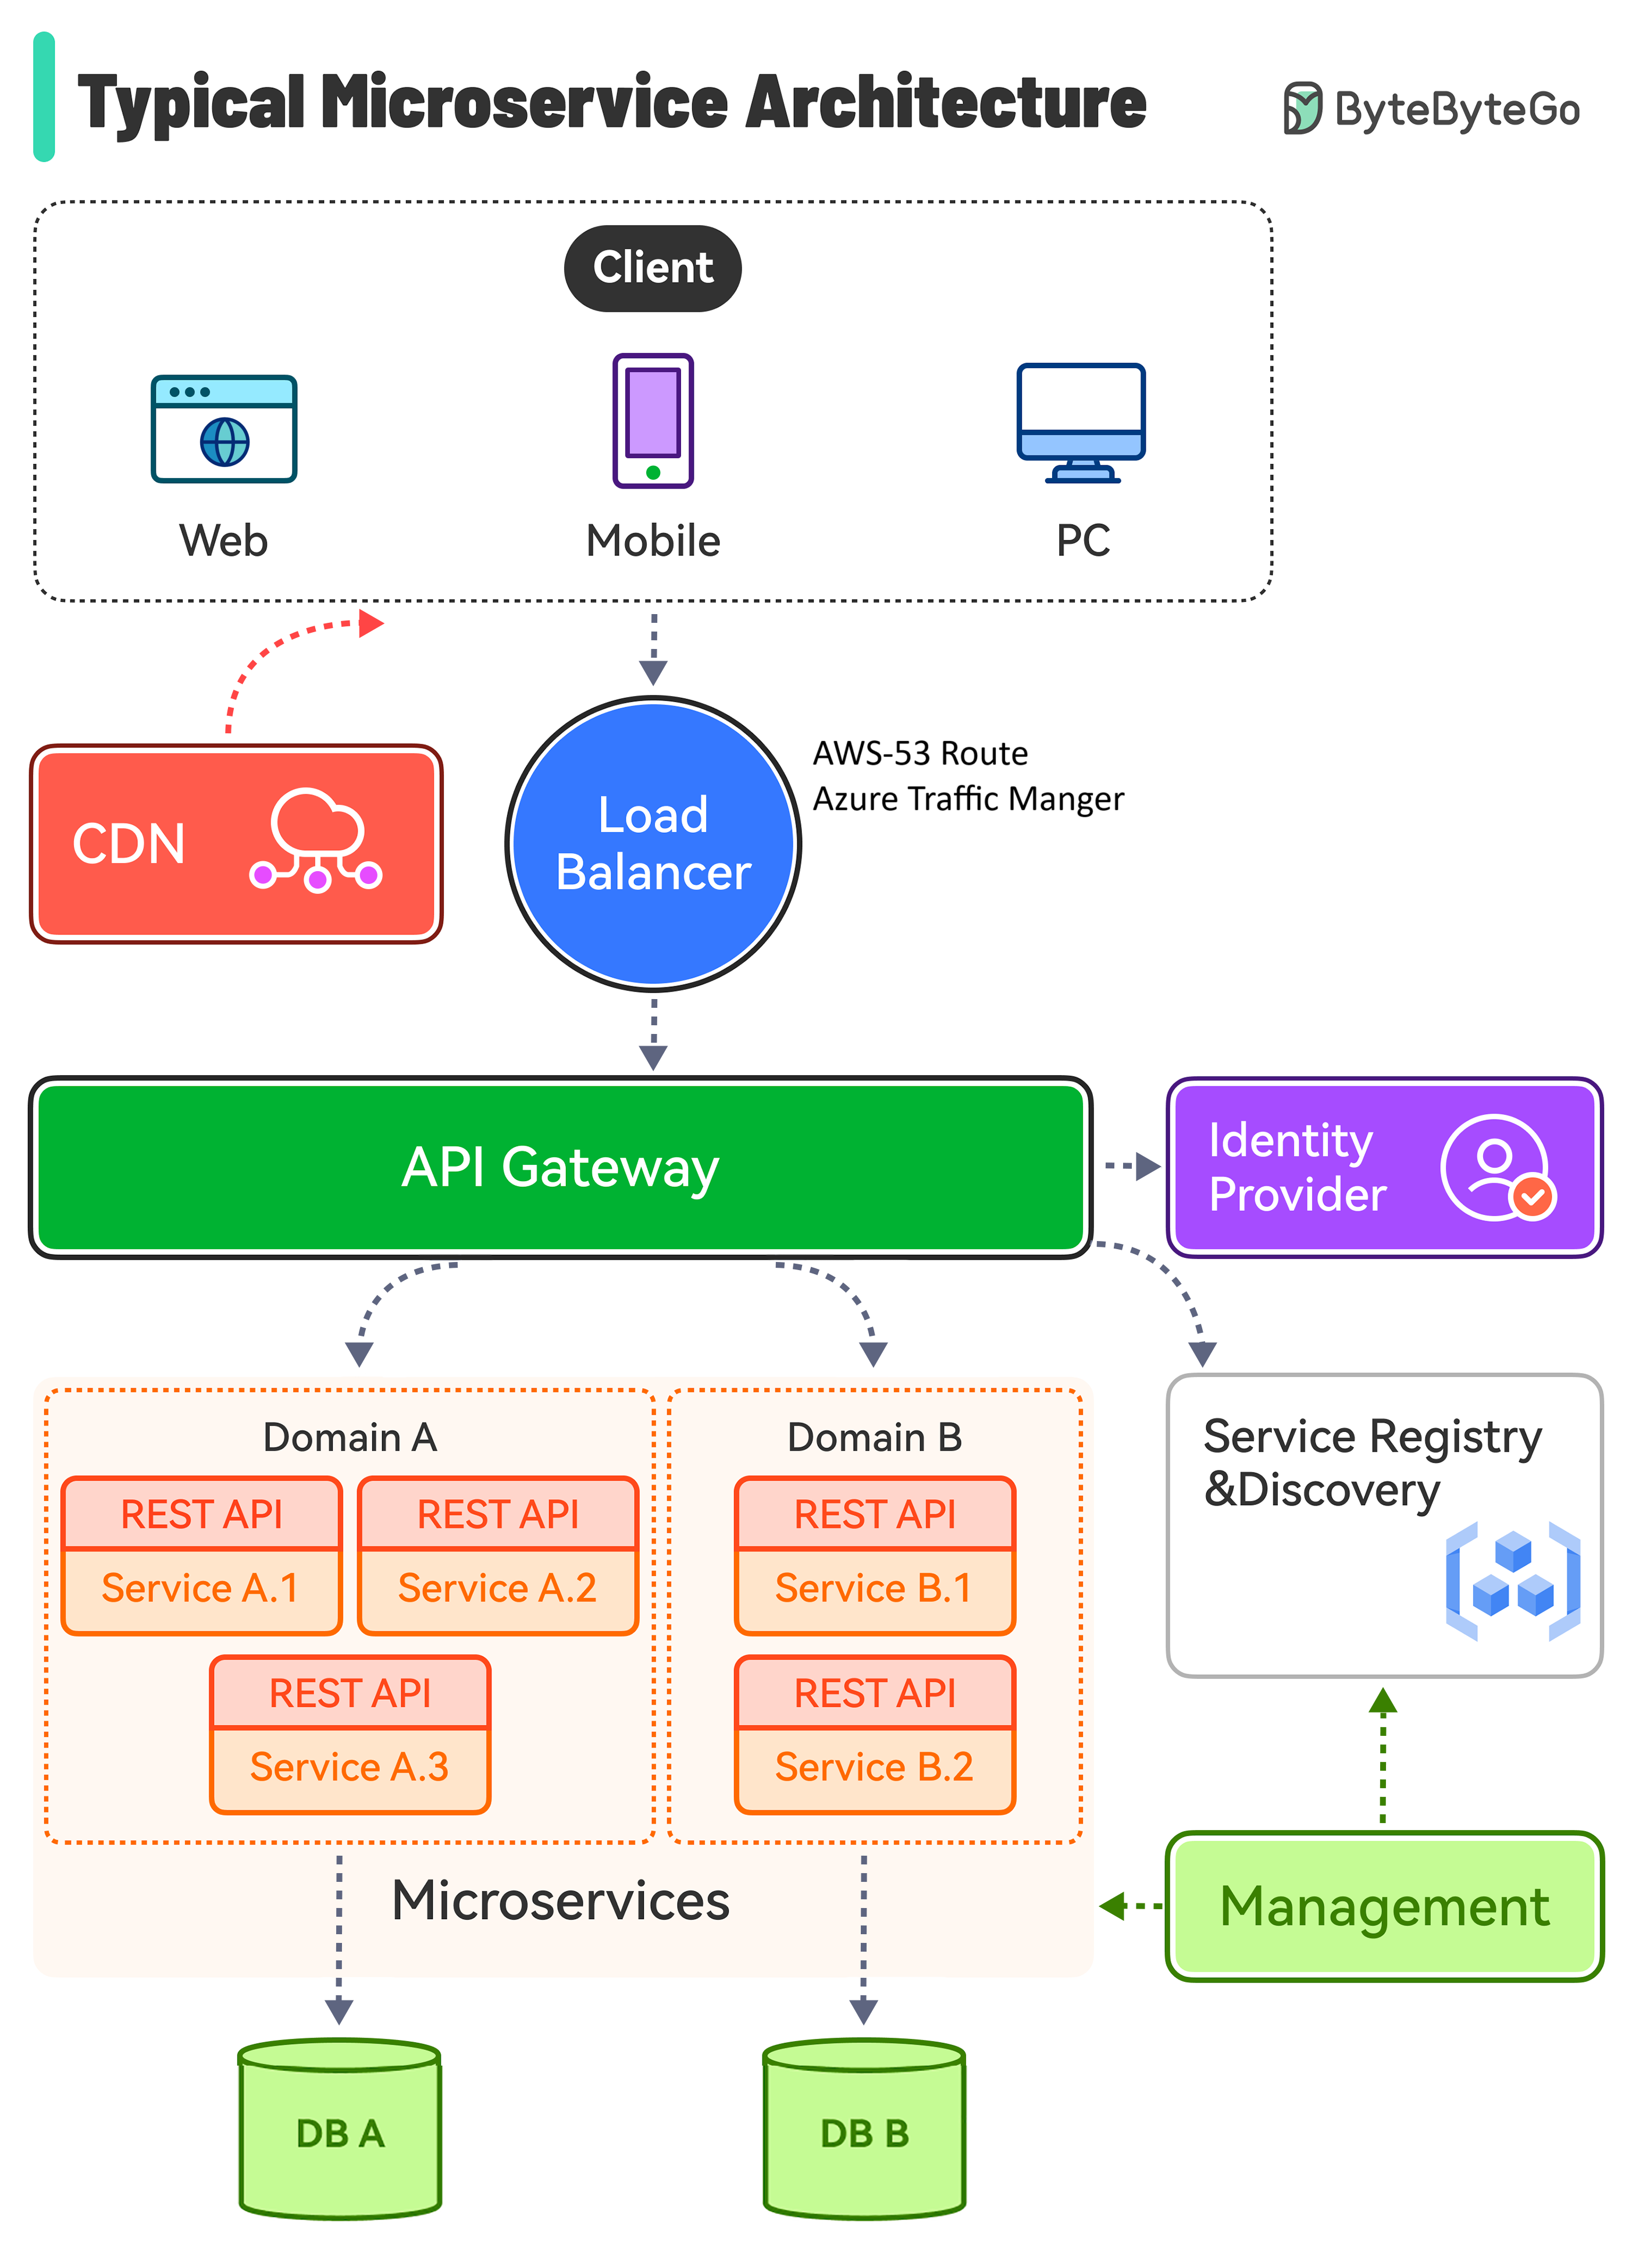 Typical Microservice Architecture
ByteByteGo
Client
Web
Mobile
PC
CDN
Load
Balancer
AWS-53 Route
Azure Traffic Manger
API Gateway
Identity
Provider
Domain A
REST API
Service A.1
REST API
Service A.2
REST API
Service A.3
Domain B
REST API
Service B.1
REST API
Service B.2
Service Registry
&Discovery
Microservices
Management
DB A
DB B